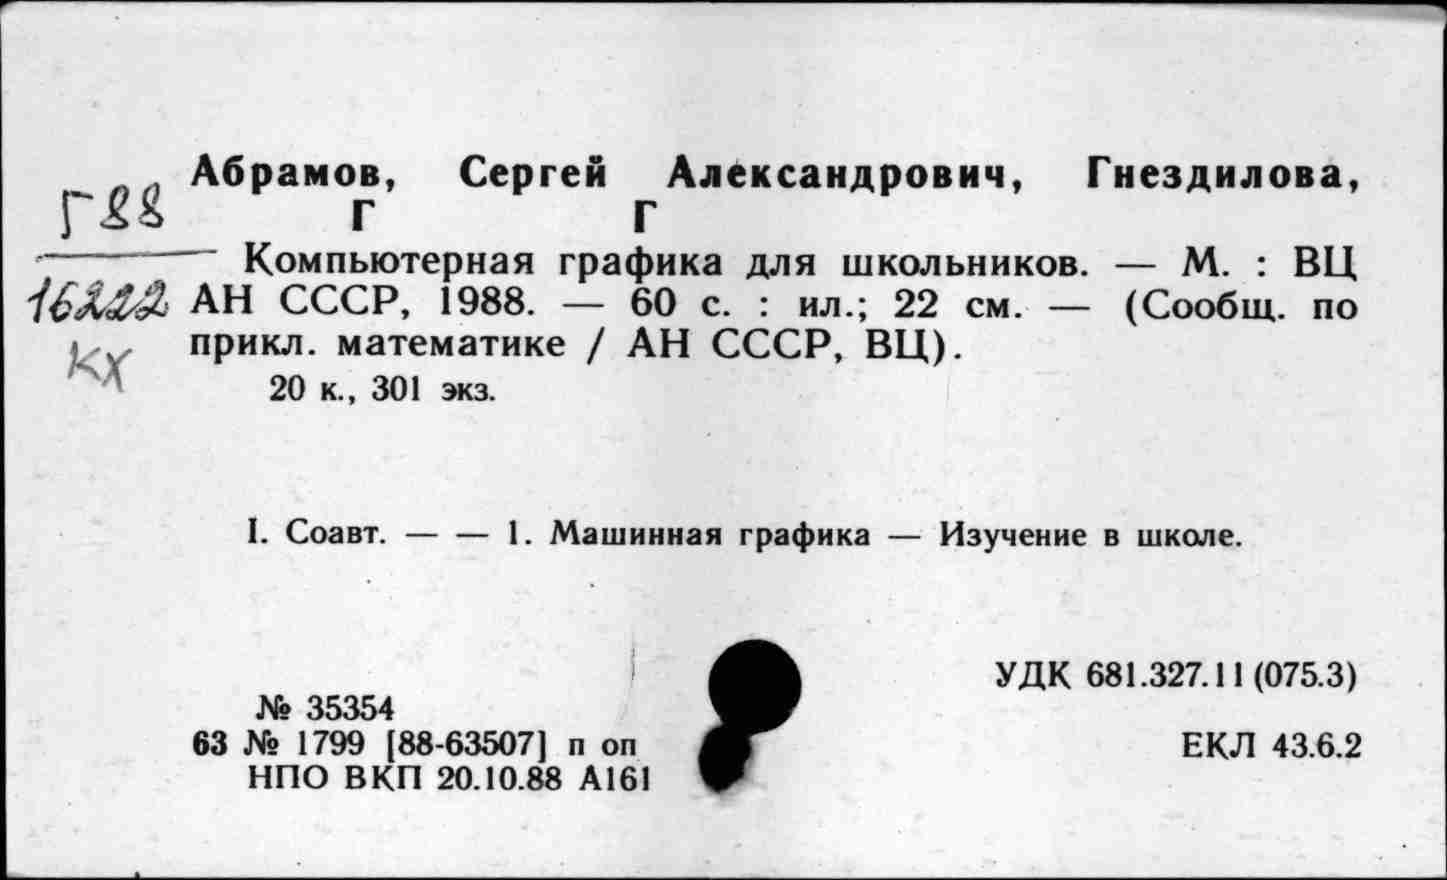 Абрамов, Сергей Александрович, Гнездилова,
Г88 Г Г
Компьютерная графика для школьников. — М. : ВЦ
АН СССР, 1988. — 60 с. : ил.; 22 см. — (Сообщ. по
прикл. математике / АН СССР, ВЦ).
кх
20 к., 301 экз.
I. Соавт. — — 1. Машинная графика — Изучение в школе.
УДК 681.327.11 (075.3)
№ 35354
63 № 1799 [88-63507] п оп
ЕКЛ 43.6.2
НПО ВКП 20.10.88 А161